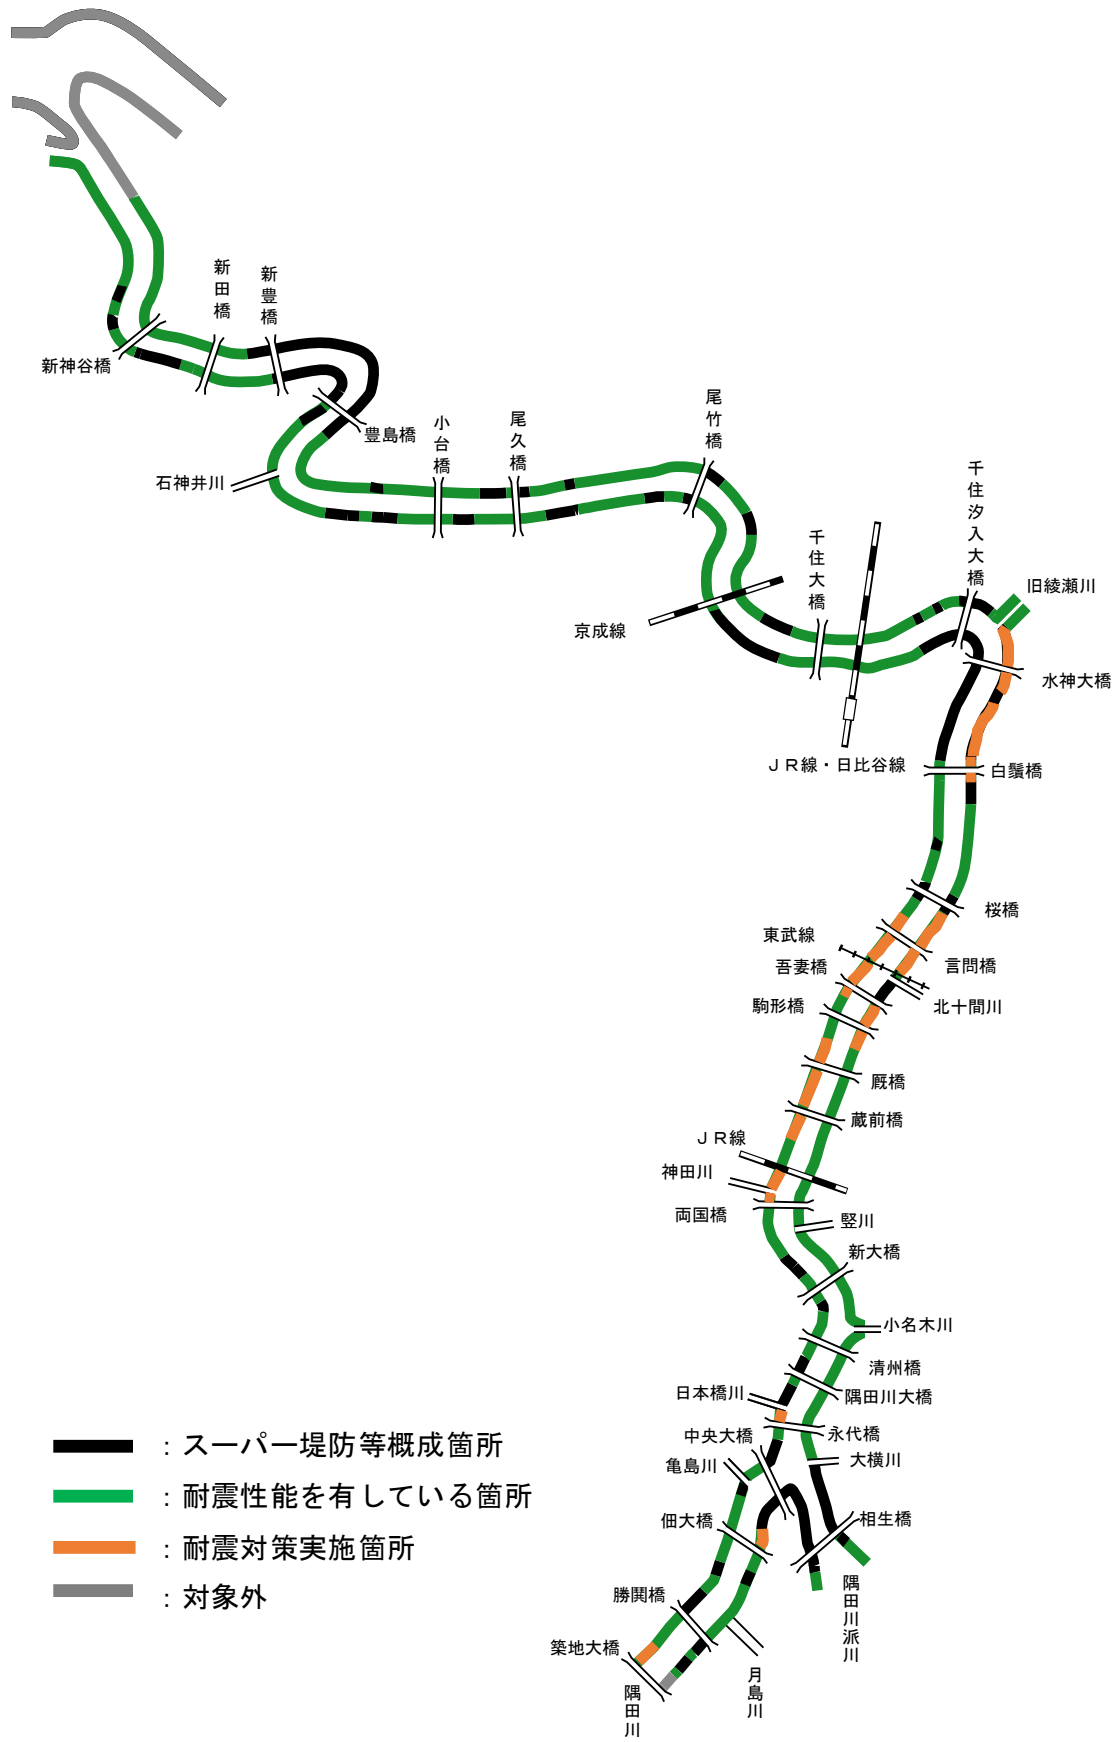 新田橋
新豊橋
新神谷橋
豊島橋
石神井川
小台橋
尾久橋
尾竹橋
千住大橋
千住汐入大橋
旧綾瀬川
京成線
水神大橋
ＪＲ線・日比谷線
白鬚橋
桜橋
東武線
言問橋
吾妻橋
駒形橋
北十間川
厩橋
蔵前橋
ＪＲ線
神田川
両国橋
竪川
新大橋
小名木川
清州橋
日本橋川
隅田川大橋
中央大橋
永代橋
亀島川
大横川
佃大橋
相生橋
勝鬨橋
隅田川派川
築地大橋
月島川
隅田川
：スーパー堤防等概成箇所
：耐震性能を有している箇所
：耐震対策実施箇所
：対象外